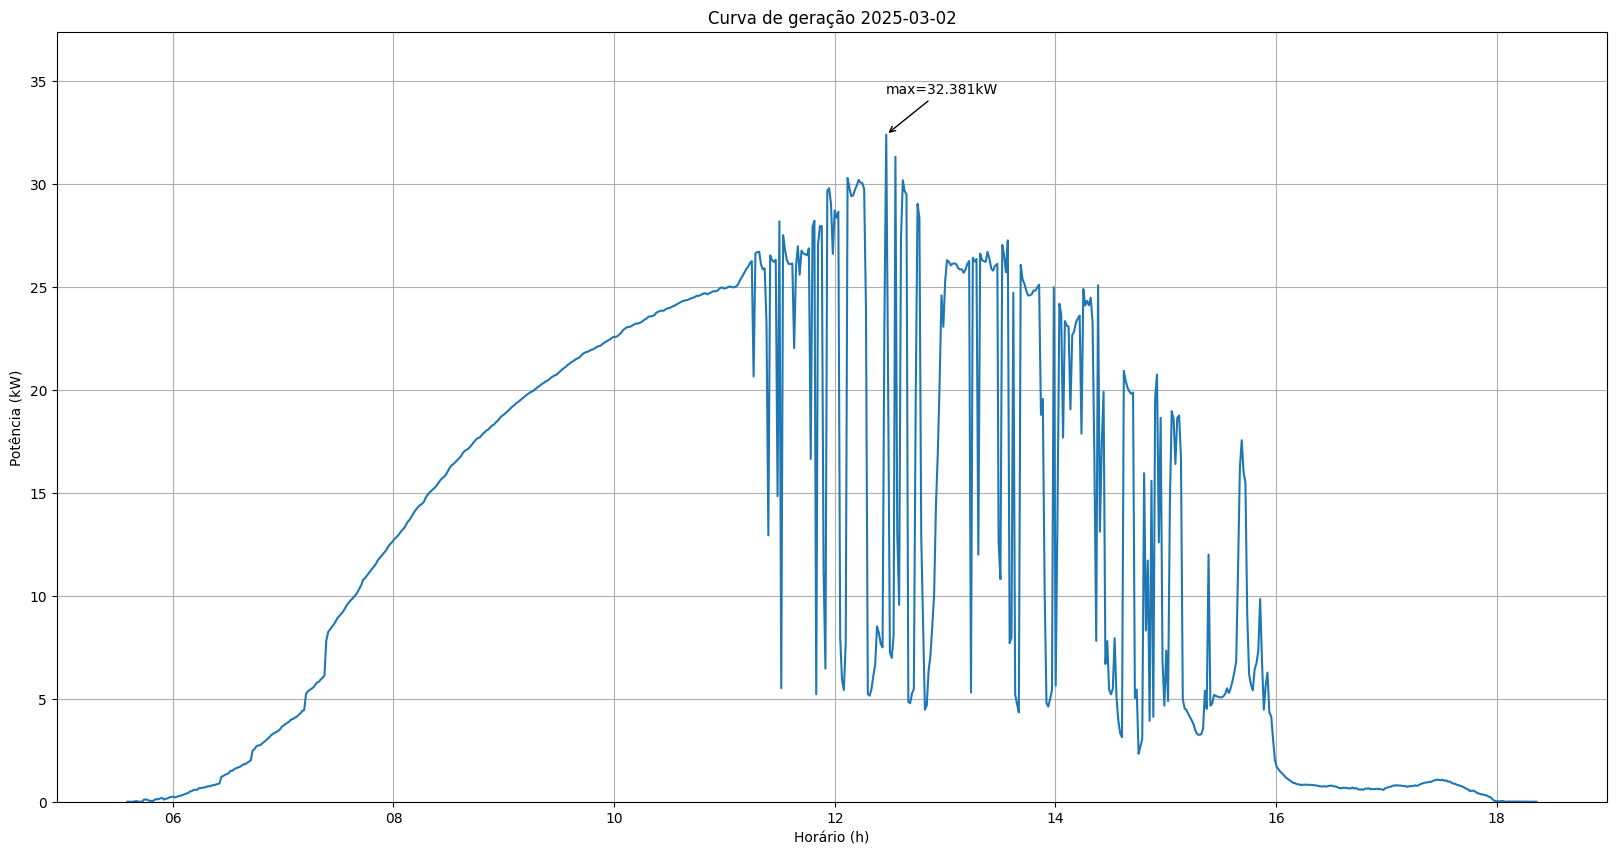 Curva de geração 2025-03-02
max=32.381kW
Potência (kW)
35
30
25
20
15
10
5
0
06 08 10 12 14 16 18
Horário (h)